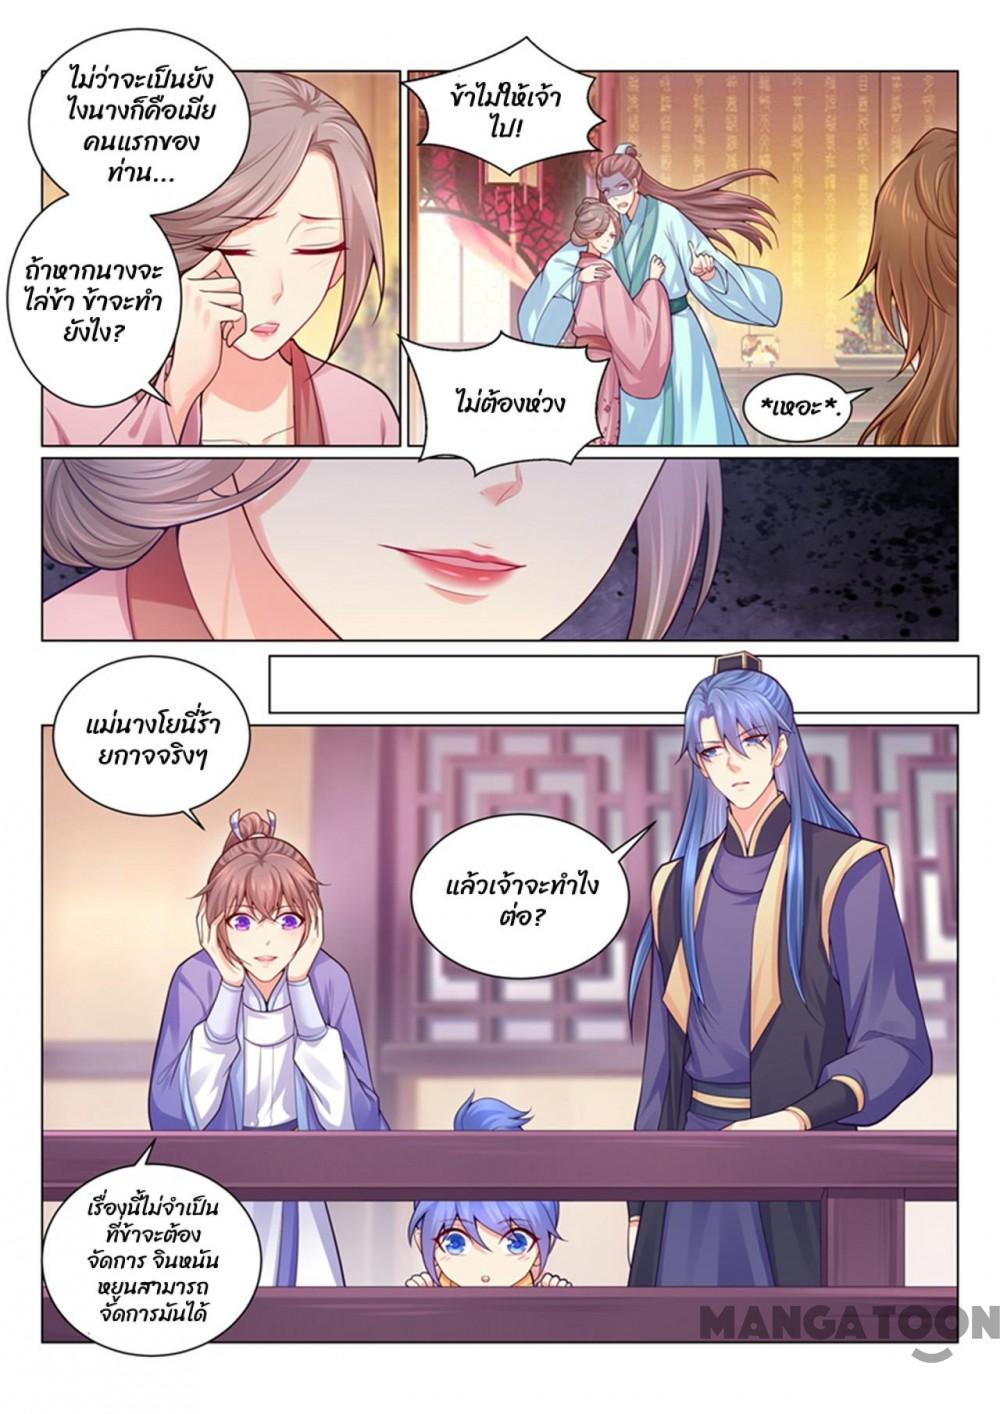 ไม่ว่าจะเป็นยัง
ไงนางก็คือเมีย
คนแรกของ
ท่าน...
ถ้าหากนางจะ
ไล่ข้า ข้าจะทำ
ยังไง?
ข้าไม่ให้เจ้า
ไป!
ไม่ต้องห่วง
*เหอะ*.
แม่นางโยนี่ร้า
ยกาจจริงๆ
แล้วเจ้าจะทำไง
ต่อ?
เรื่องนี้ไม่จำเป็น
ที่ข้าจะต้อง
จัดการ จินหนัน
หยูนสามารถ
จัดการมันได้
MANGATOON